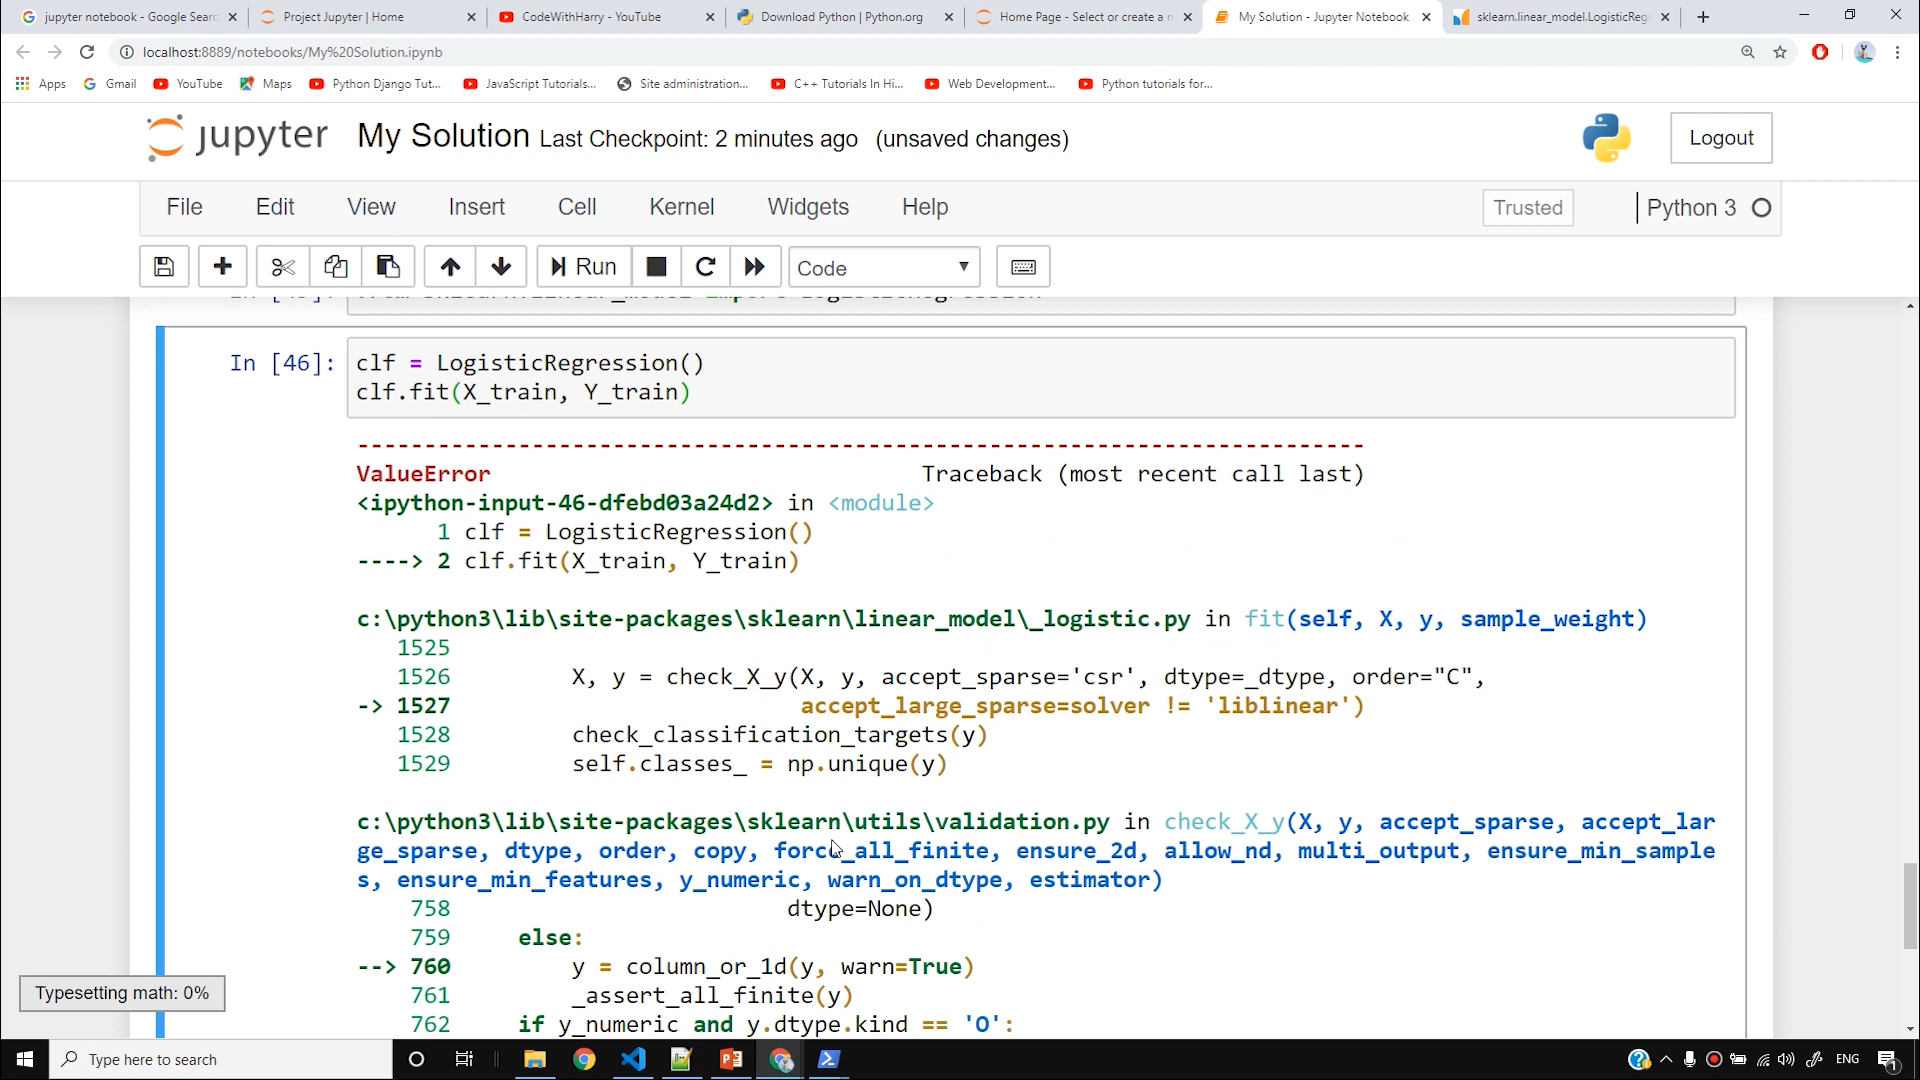 jupyter notebook - Google Searc
Project Jupyter | Home
CodeWithHarry - YouTube
Download Python | Python.org
Home Page - Select or create a n
My Solution - Jupyter Notebook
sklearn.linear_model.LogisticReg
localhost:8889/notebooks/My%20Solution.ipynb
Apps
Gmail
YouTube
Maps
Python Django Tut...
JavaScript Tutorials...
Site administration...
C++ Tutorials In Hi...
Web Development...
Python tutorials for...
jupyter My Solution Last Checkpoint: 2 minutes ago (unsaved changes)
Logout
File Edit View Insert Cell Kernel Widgets Help
Trusted
Python 3
Run
Code
In [46]:
clf = LogisticRegression()
clf.fit(X_train, Y_train)
---------------------------------------------------------------------------
ValueError Traceback (most recent call last)
<ipython-input-46-dfebd03a24d2> in <module>
1 clf = LogisticRegression()
----> 2 clf.fit(X_train, Y_train)
c:\python3\lib\site-packages\sklearn\linear_model\_logistic.py in fit(self, X, y, sample_weight)
1525
1526 X, y = check_X_y(X, y, accept_sparse='csr', dtype=_dtype, order="C",
-> 1527 accept_large_sparse=solver != 'liblinear')
1528 check_classification_targets(y)
1529 self.classes_ = np.unique(y)
c:\python3\lib\site-packages\sklearn\utils\validation.py in check_X_y(X, y, accept_sparse, accept_lar
ge_sparse, dtype, order, copy, force_all_finite, ensure_2d, allow_nd, multi_output, ensure_min_sample
s, ensure_min_features, y_numeric, warn_on_dtype, estimator)
758 dtype=None)
759 else:
--> 760 y = column_or_1d(y, warn=True)
761 _assert_all_finite(y)
762 if y_numeric and y.dtype.kind == 'O':
Typesetting math: 0%
Type here to search
ENG
1